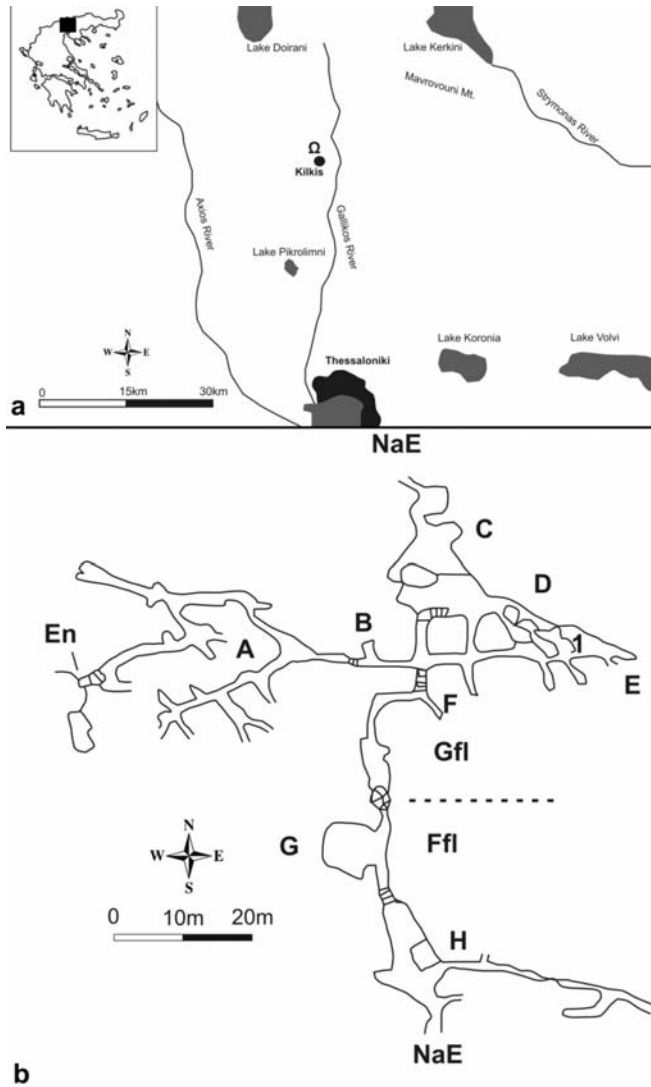 Lake Doirani
Lake Kerkini
Mavrovouni Mt.
Strymonas River
Ω
Kilkis
Axios River
Gallikos River
Lake Pikrolimni
N
W E
S
Thessaloniki
Lake Koronia
Lake Volvi
0 15km 30km
a
NaE
C
D
En
A
B
1
E
F
Gfl
G
Ffl
N
W E
S
0 10m 20m
H
NaE
b